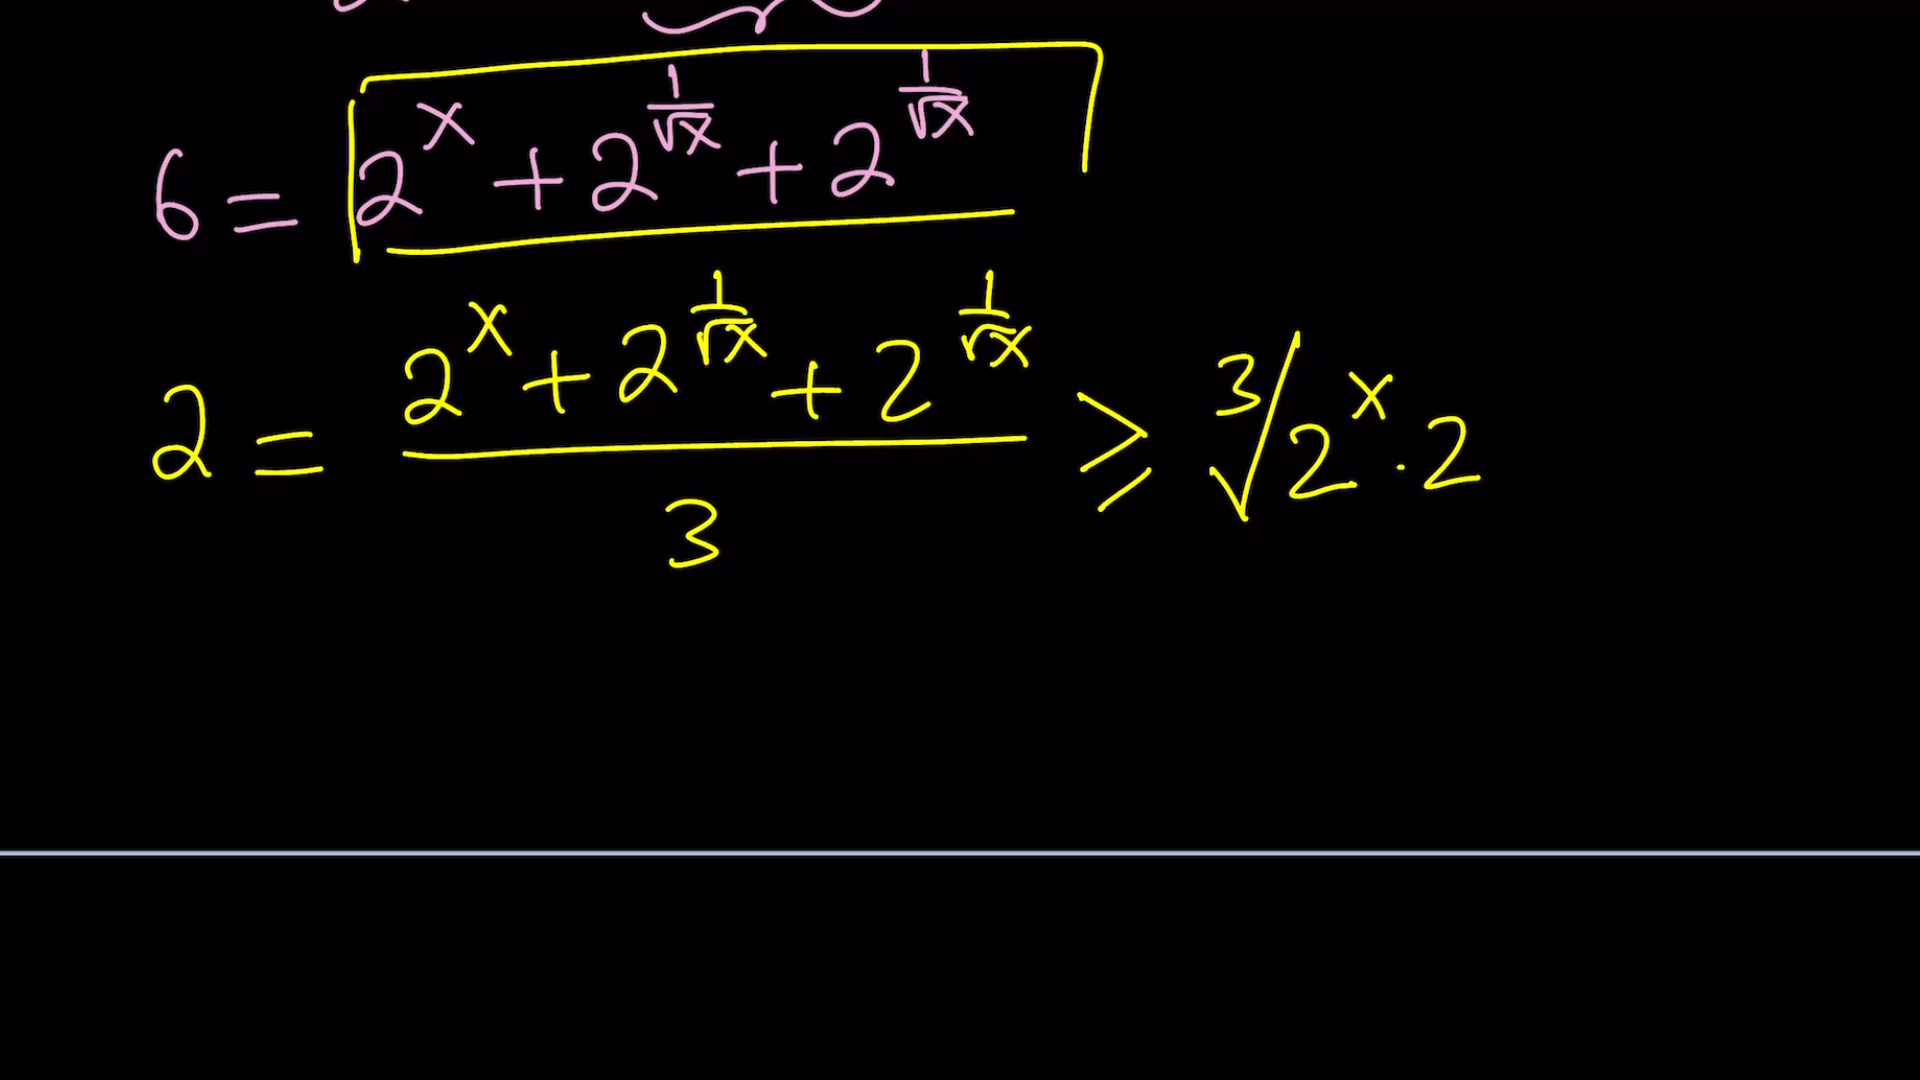 6 = 2^x + 2^(1/√x) + 2^(1/√x)
2 = (2^x + 2^(1/√x) + 2^(1/√x))/3 ≥ ∛(2^x · 2